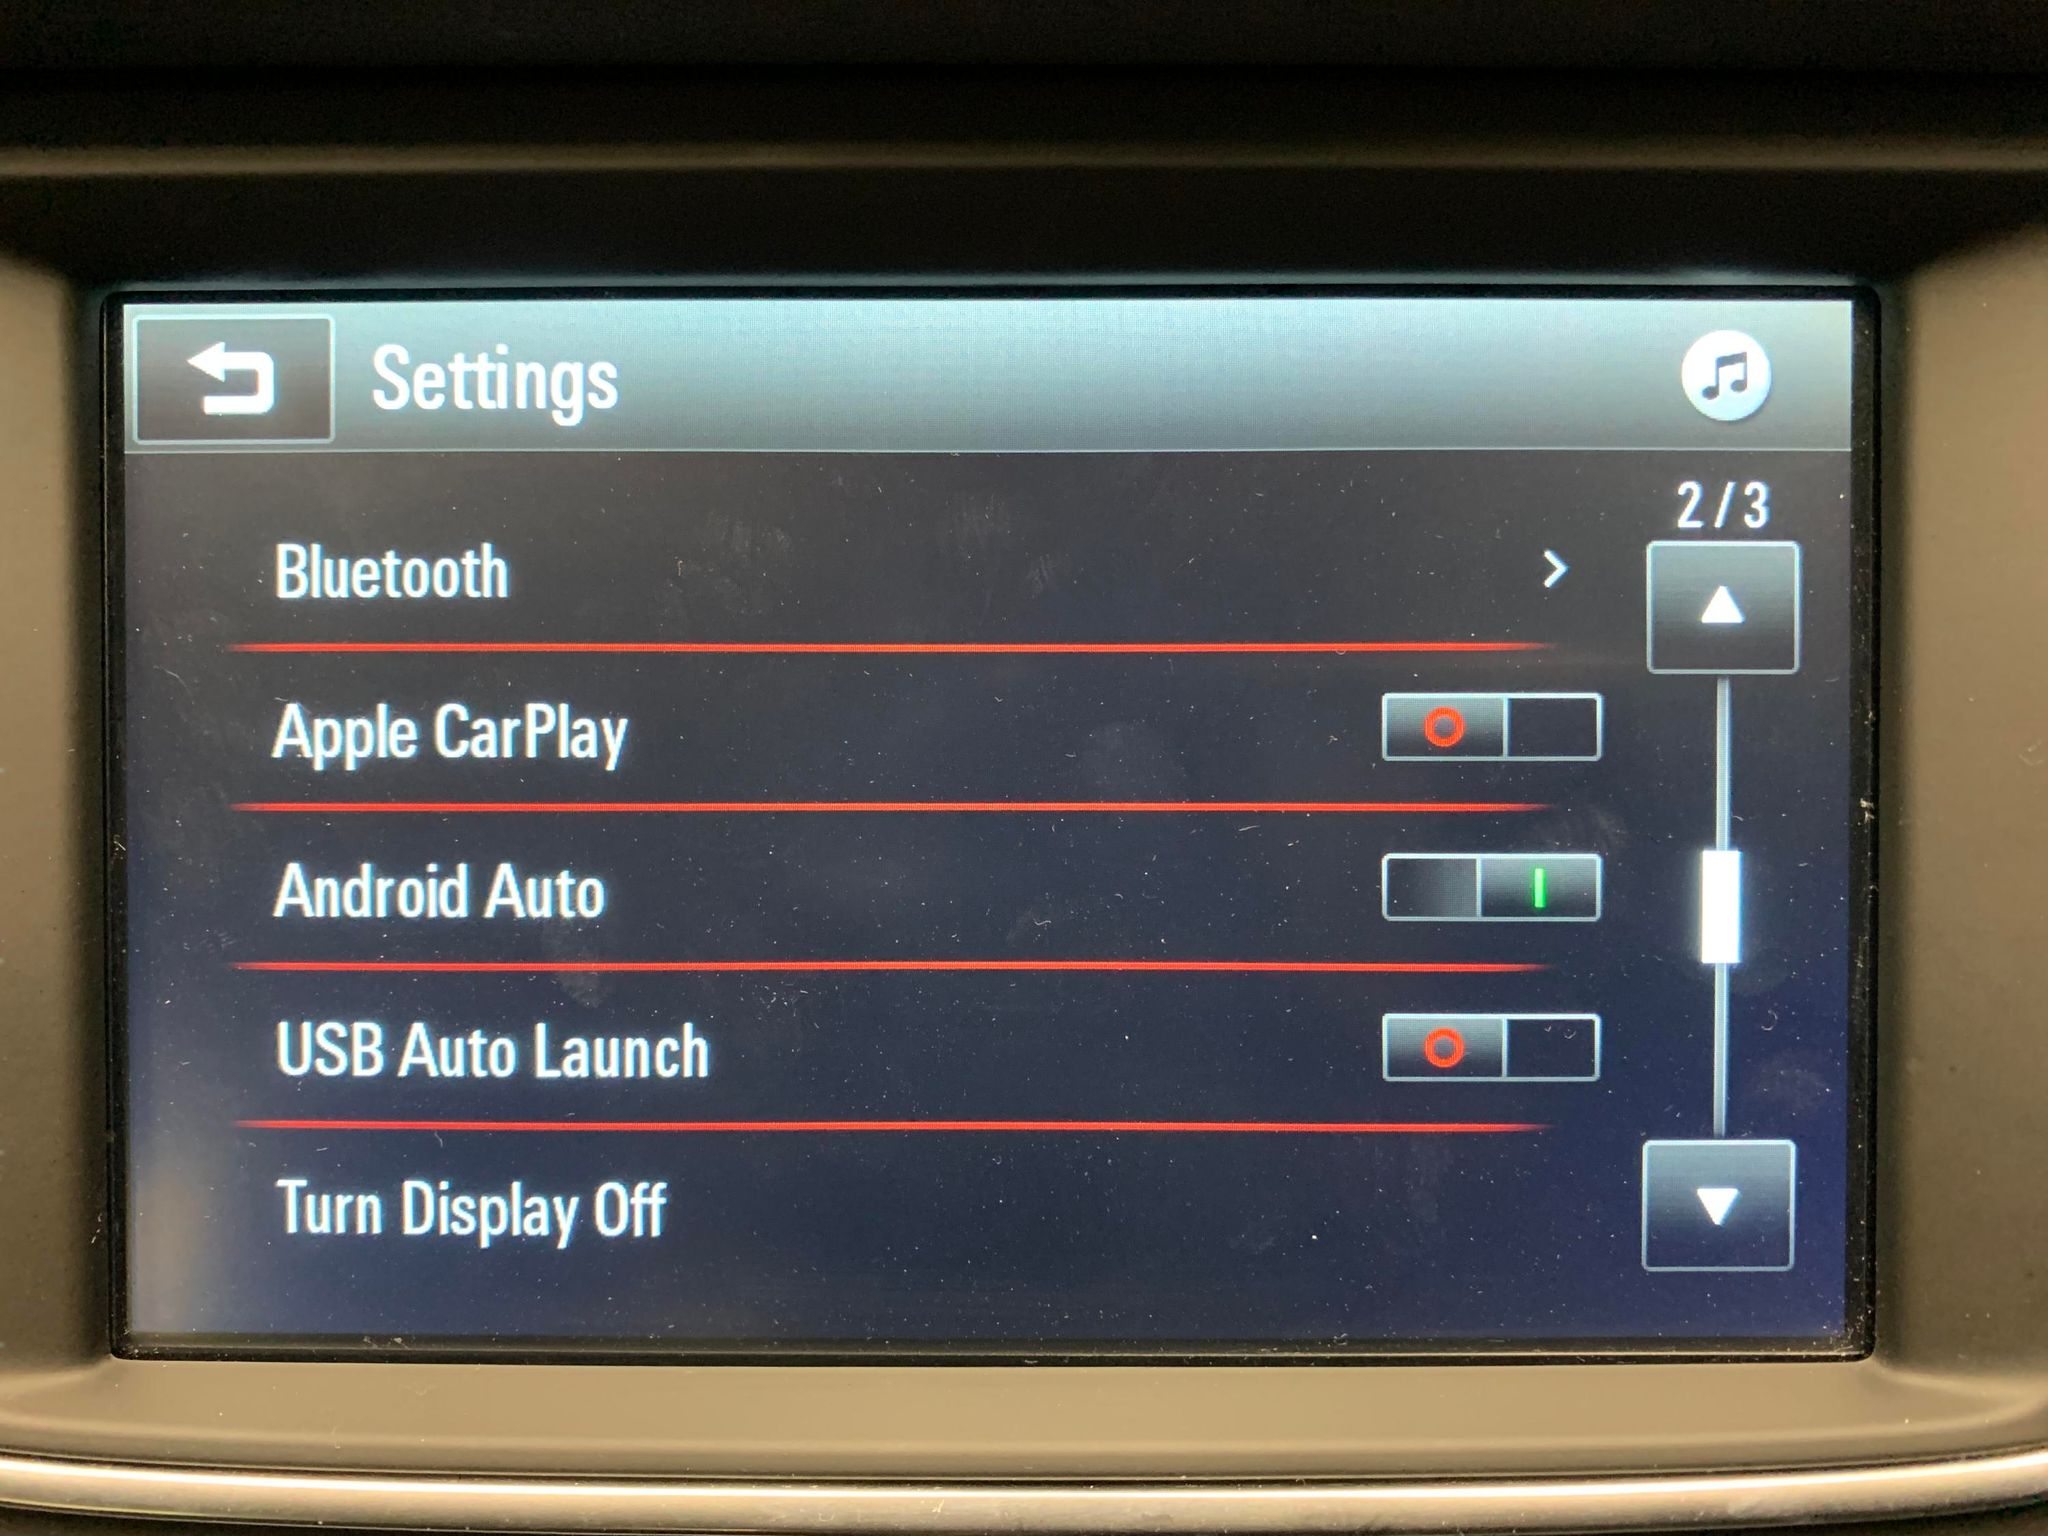 Settings
2/3
Bluetooth
Apple CarPlay
Android Auto
USB Auto Launch
Turn Display Off